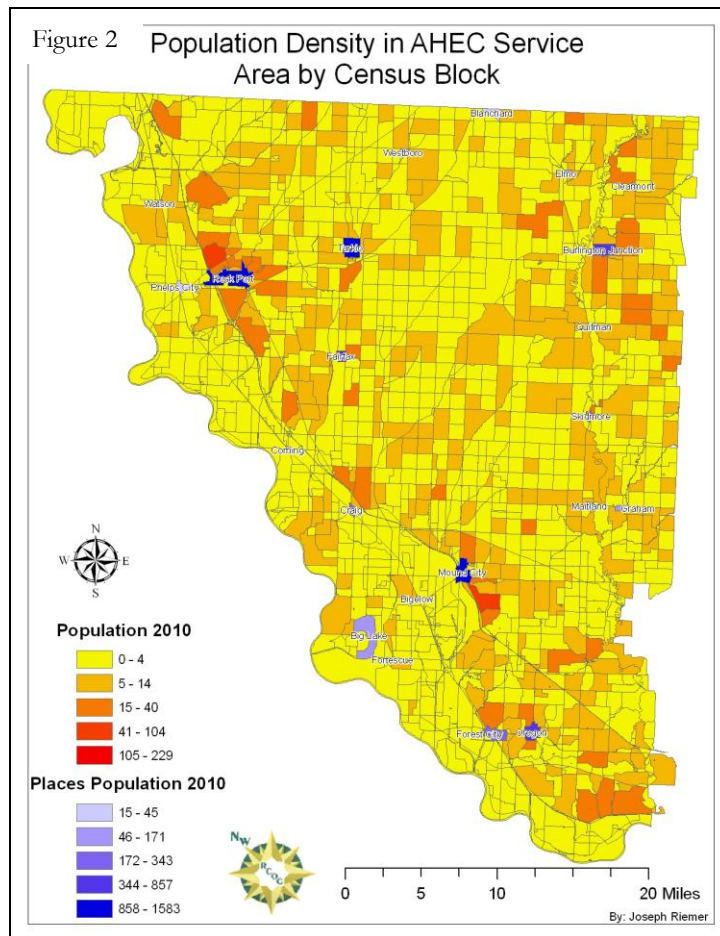 Figure 2
Population Density in AHEC Service
Area by Census Block
Blanchard
Westboro
Elmo
Clearmont
Watson
Tarkio
Burlington Junction
Rock Port
Phelps City
Quitman
Fairfax
Skidmore
Corning
Craig
Maitland
Graham
Mound City
Bigelow
Big Lake
Fortescue
Forest City
Oregon
N
W
E
S
Population 2010
0 - 4
5 - 14
15 - 40
41 - 104
105 - 229
Places Population 2010
15 - 45
46 - 171
172 - 343
344 - 857
858 - 1583
NW
RCOG
0 5 10 20 Miles
By: Joseph Riemer